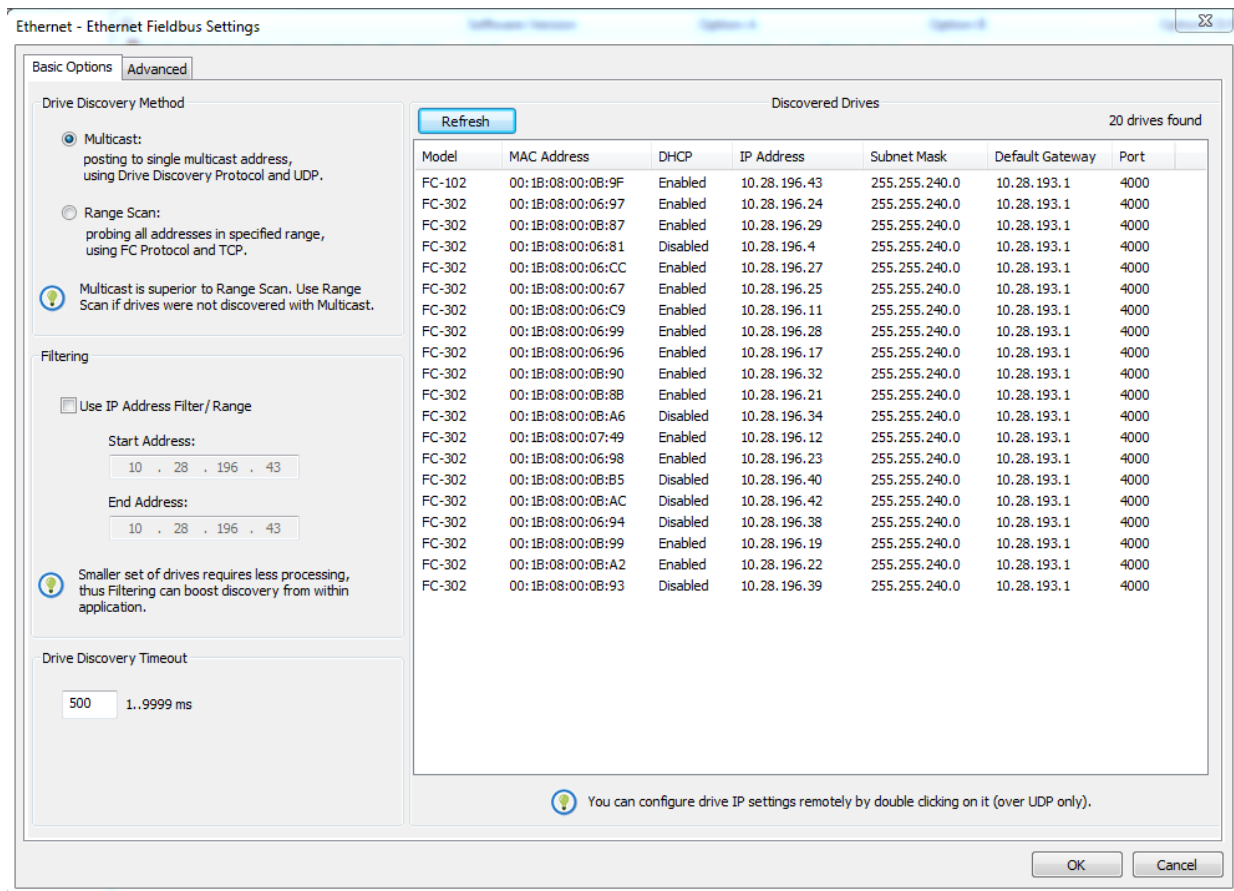 Ethernet - Ethernet Fieldbus Settings
Basic Options Advanced
Drive Discovery Method
Multicast:
posting to single multicast address,
using Drive Discovery Protocol and UDP.
Range Scan:
probing all addresses in specified range,
using FC Protocol and TCP.
Multicast is superior to Range Scan. Use Range
Scan if drives were not discovered with Multicast.
Filtering
Use IP Address Filter/Range
Start Address:
10 . 28 . 196 . 43
End Address:
10 . 28 . 196 . 43
Smaller set of drives requires less processing,
thus Filtering can boost discovery from within
application.
Drive Discovery Timeout
500 1..9999 ms
Discovered Drives
Refresh 20 drives found
Model MAC Address DHCP IP Address Subnet Mask Default Gateway Port
FC-102 00:1B:08:00:0B:9F Enabled 10.28.196.43 255.255.240.0 10.28.193.1 4000
FC-302 00:1B:08:00:06:97 Enabled 10.28.196.24 255.255.240.0 10.28.193.1 4000
FC-302 00:1B:08:00:0B:87 Enabled 10.28.196.29 255.255.240.0 10.28.193.1 4000
FC-302 00:1B:08:00:06:81 Disabled 10.28.196.4 255.255.240.0 10.28.193.1 4000
FC-302 00:1B:08:00:06:CC Enabled 10.28.196.27 255.255.240.0 10.28.193.1 4000
FC-302 00:1B:08:00:00:67 Enabled 10.28.196.25 255.255.240.0 10.28.193.1 4000
FC-302 00:1B:08:00:06:C9 Enabled 10.28.196.11 255.255.240.0 10.28.193.1 4000
FC-302 00:1B:08:00:06:99 Enabled 10.28.196.28 255.255.240.0 10.28.193.1 4000
FC-302 00:1B:08:00:06:96 Enabled 10.28.196.17 255.255.240.0 10.28.193.1 4000
FC-302 00:1B:08:00:0B:90 Enabled 10.28.196.32 255.255.240.0 10.28.193.1 4000
FC-302 00:1B:08:00:0B:8B Enabled 10.28.196.21 255.255.240.0 10.28.193.1 4000
FC-302 00:1B:08:00:0B:A6 Disabled 10.28.196.34 255.255.240.0 10.28.193.1 4000
FC-302 00:1B:08:00:07:49 Enabled 10.28.196.12 255.255.240.0 10.28.193.1 4000
FC-302 00:1B:08:00:06:98 Enabled 10.28.196.23 255.255.240.0 10.28.193.1 4000
FC-302 00:1B:08:00:0B:B5 Disabled 10.28.196.40 255.255.240.0 10.28.193.1 4000
FC-302 00:1B:08:00:0B:AC Disabled 10.28.196.42 255.255.240.0 10.28.193.1 4000
FC-302 00:1B:08:00:06:94 Disabled 10.28.196.38 255.255.240.0 10.28.193.1 4000
FC-302 00:1B:08:00:0B:99 Enabled 10.28.196.19 255.255.240.0 10.28.193.1 4000
FC-302 00:1B:08:00:0B:A2 Enabled 10.28.196.22 255.255.240.0 10.28.193.1 4000
FC-302 00:1B:08:00:0B:93 Disabled 10.28.196.39 255.255.240.0 10.28.193.1 4000
You can configure drive IP settings remotely by double clicking on it (over UDP only).
OK Cancel